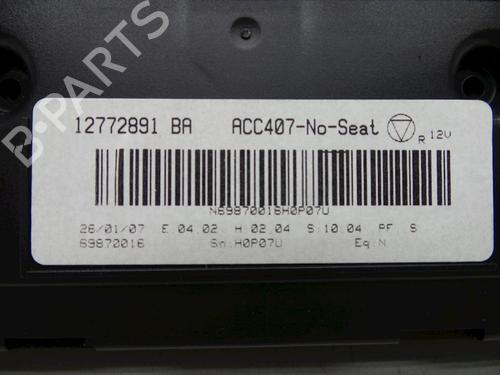 B-PARTS
12772891 BA ACC407-No-Seat R 12V
N69870016H0P07U
26/01/07 E:04.02 H:02.04 S:10.04 PF: S
69870016 Sn:H0P07U Eq:N